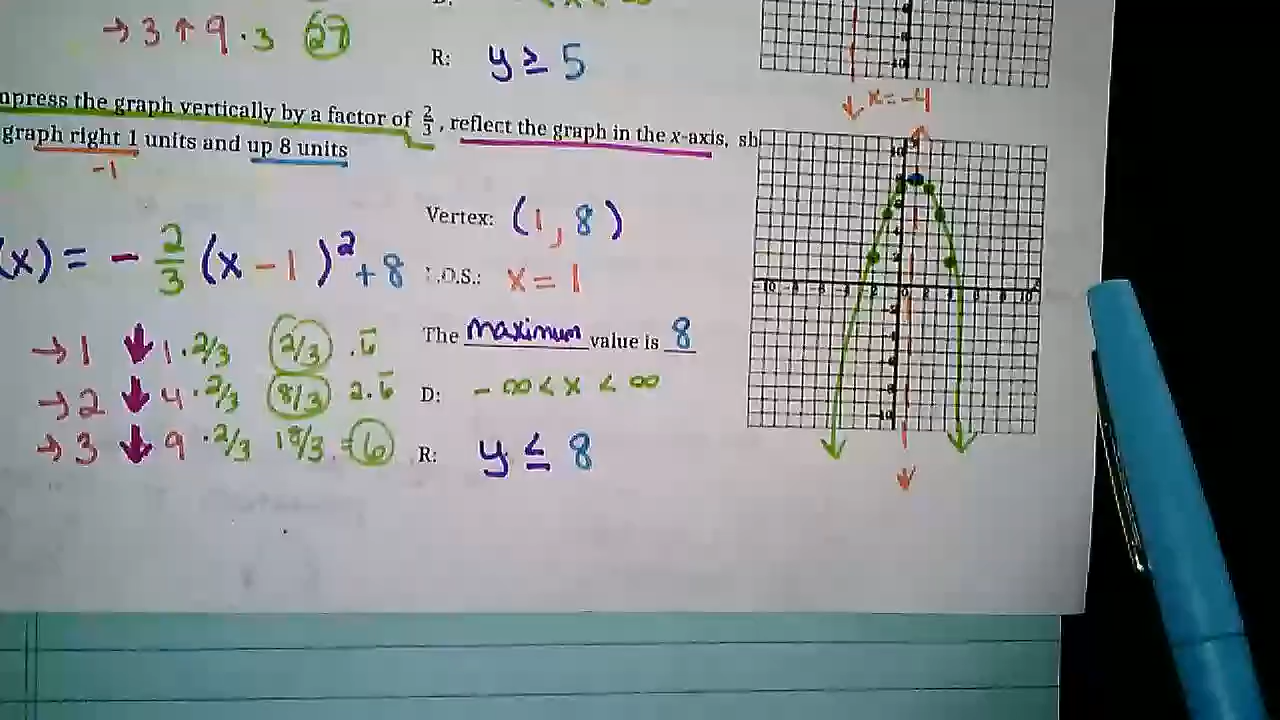 → 3 ↑ 9 · 3 27
R: y ≥ 5
x = -4
mpress the graph vertically by a factor of 2/3, reflect the graph in the x-axis, sh
graph right 1 units and up 8 units
-1
Vertex: (1, 8)
(x) = - 2/3 (x - 1)² + 8
.O.S.: x = 1
The maximum value is 8
→ 1 ↓ 1 · 2/3 2/3 .6̅
→ 2 ↓ 4 · 2/3 8/3 2.6̅
D: - ∞ < x < ∞
→ 3 ↓ 9 · 2/3 18/3 = 6
R: y ≤ 8